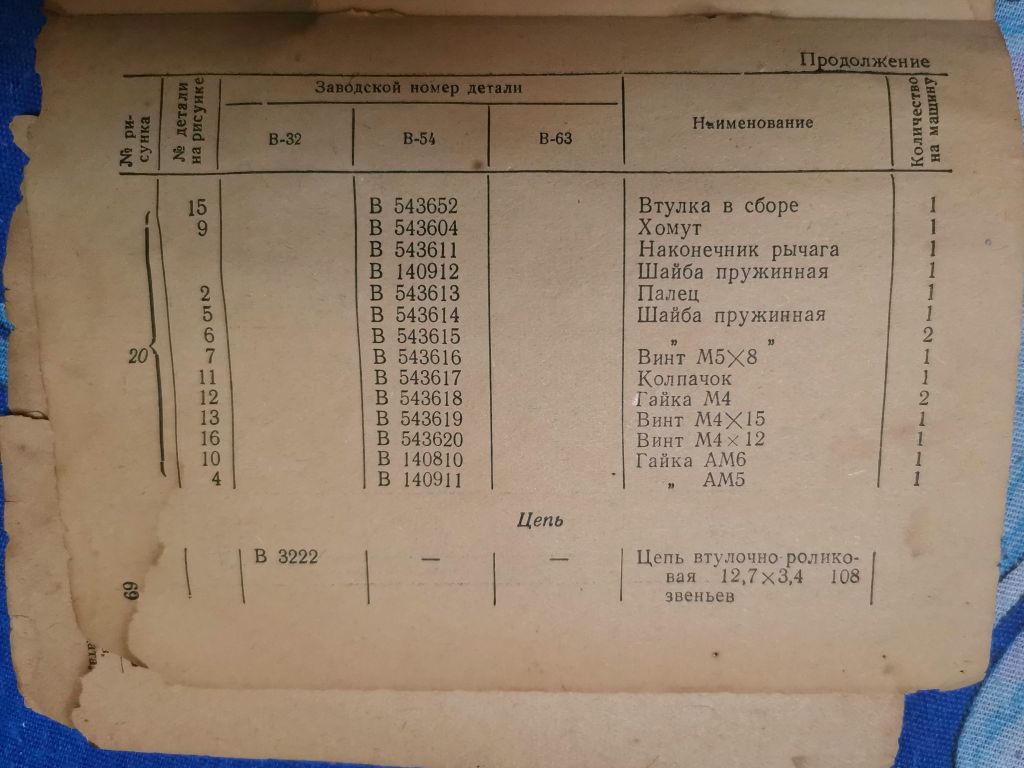 Продолжение
№ ри-
сунка
№ детали
на рисунке
Заводской номер детали
В-32 В-54 В-63
Наименование
Количество
на машину
20
15 В 543652 Втулка в сборе 1
9 В 543604 Хомут 1
В 543611 Наконечник рычага 1
В 140912 Шайба пружинная 1
2 В 543613 Палец 1
5 В 543614 Шайба пружинная 1
6 В 543615 „ „ 2
7 В 543616 Винт М5×8 1
11 В 543617 Колпачок 1
12 В 543618 Гайка М4 2
13 В 543619 Винт М4×15 1
16 В 543620 Винт М4×12 1
10 В 140810 Гайка АМ6 1
4 В 140911 „ АМ5 1
Цепь
В 3222 — — Цепь втулочно-ролико-
вая 12,7×3,4 108
звеньев
69